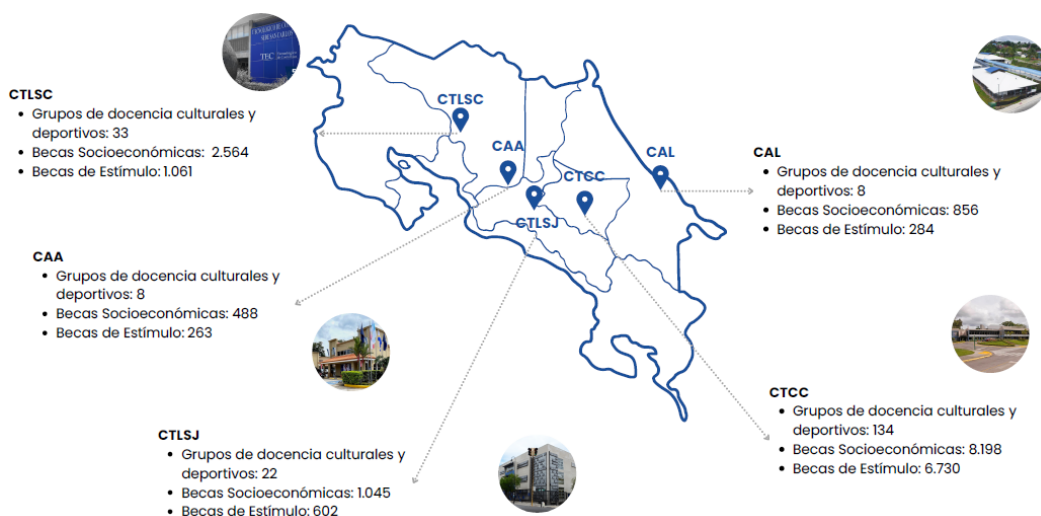 CTLSC
• Grupos de docencia culturales y
deportivos: 33
• Becas Socioeconómicas: 2.564
• Becas de Estímulo: 1.061
CAA
• Grupos de docencia culturales y
deportivos: 8
• Becas Socioeconómicas: 488
• Becas de Estímulo: 263
CTLSJ
• Grupos de docencia culturales y
deportivos: 22
• Becas Socioeconómicas: 1.045
• Becas de Estímulo: 602
TEC
CTLSC
CAA
CAL
CTCC
CTLSJ
CAL
• Grupos de docencia culturales y
deportivos: 8
• Becas Socioeconómicas: 856
• Becas de Estímulo: 284
CTCC
• Grupos de docencia culturales y
deportivos: 134
• Becas Socioeconómicas: 8.198
• Becas de Estímulo: 6.730